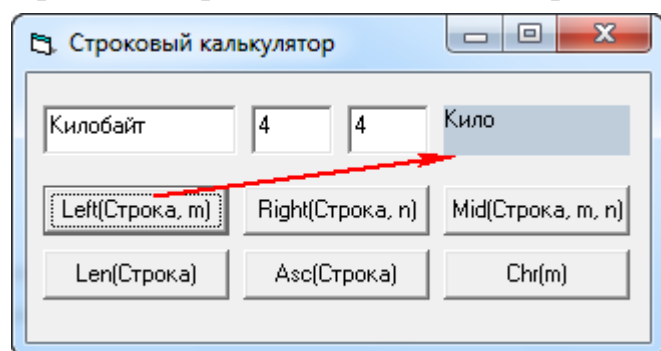 Строковый калькулятор
Килобайт 4 4 Кило
Left(Строка, m) Right(Строка, n) Mid(Строка, m, n)
Len(Строка) Asc(Строка) Chr(m)